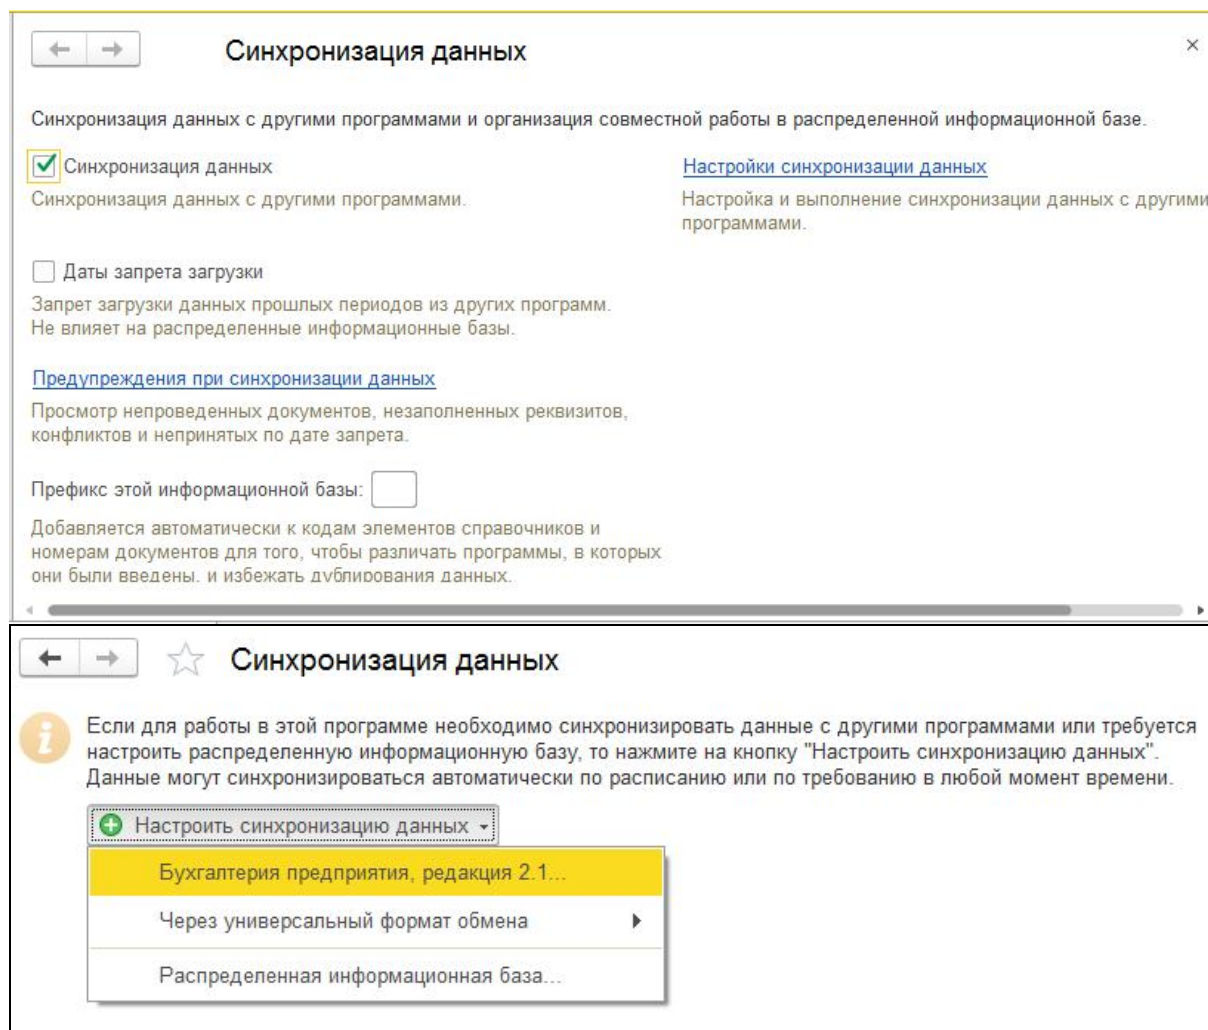 Синхронизация данных
Синхронизация данных с другими программами и организация совместной работы в распределенной информационной базе.
Синхронизация данных
Настройки синхронизации данных
Синхронизация данных с другими программами.
Настройка и выполнение синхронизации данных с другими
программами.
Даты запрета загрузки
Запрет загрузки данных прошлых периодов из других программ.
Не влияет на распределенные информационные базы.
Предупреждения при синхронизации данных
Просмотр непроведенных документов, незаполненных реквизитов,
конфликтов и непринятых по дате запрета.
Префикс этой информационной базы:
Добавляется автоматически к кодам элементов справочников и
номерам документов для того, чтобы различать программы, в которых
они были введены, и избежать дублирования данных.
Синхронизация данных
Если для работы в этой программе необходимо синхронизировать данные с другими программами или требуется
настроить распределенную информационную базу, то нажмите на кнопку "Настроить синхронизацию данных".
Данные могут синхронизироваться автоматически по расписанию или по требованию в любой момент времени.
Настроить синхронизацию данных
Бухгалтерия предприятия, редакция 2.1...
Через универсальный формат обмена
Распределенная информационная база...